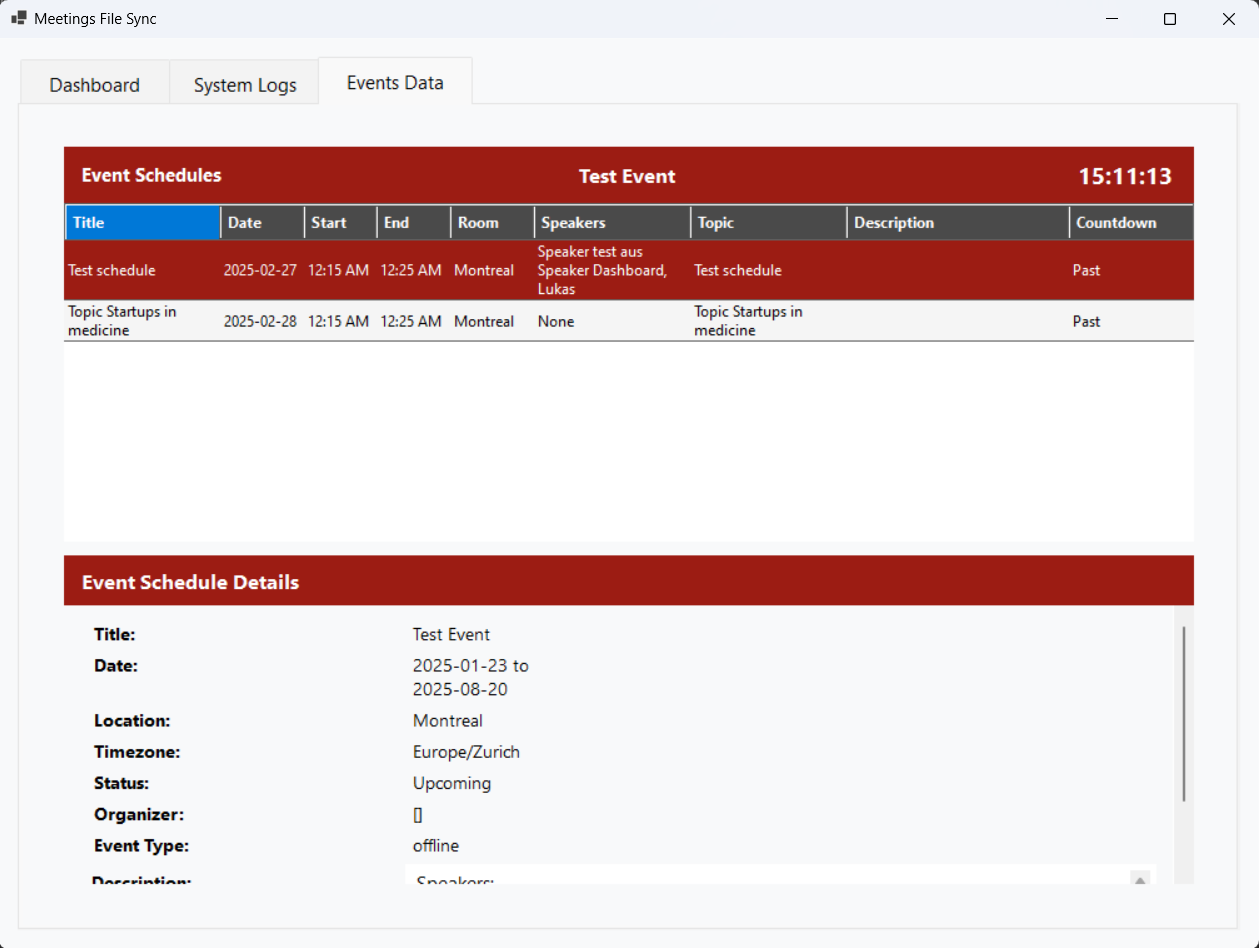 Meetings File Sync
Dashboard System Logs Events Data
Event Schedules Test Event 15:11:13
Title Date Start End Room Speakers Topic Description Countdown
Test schedule 2025-02-27 12:15 AM 12:25 AM Montreal Speaker test aus Test schedule Past
Speaker Dashboard,
Lukas
Topic Startups in 2025-02-28 12:15 AM 12:25 AM Montreal None Topic Startups in Past
medicine medicine
Event Schedule Details
Title: Test Event
Date: 2025-01-23 to
2025-08-20
Location: Montreal
Timezone: Europe/Zurich
Status: Upcoming
Organizer: []
Event Type: offline
Description: Speakers: